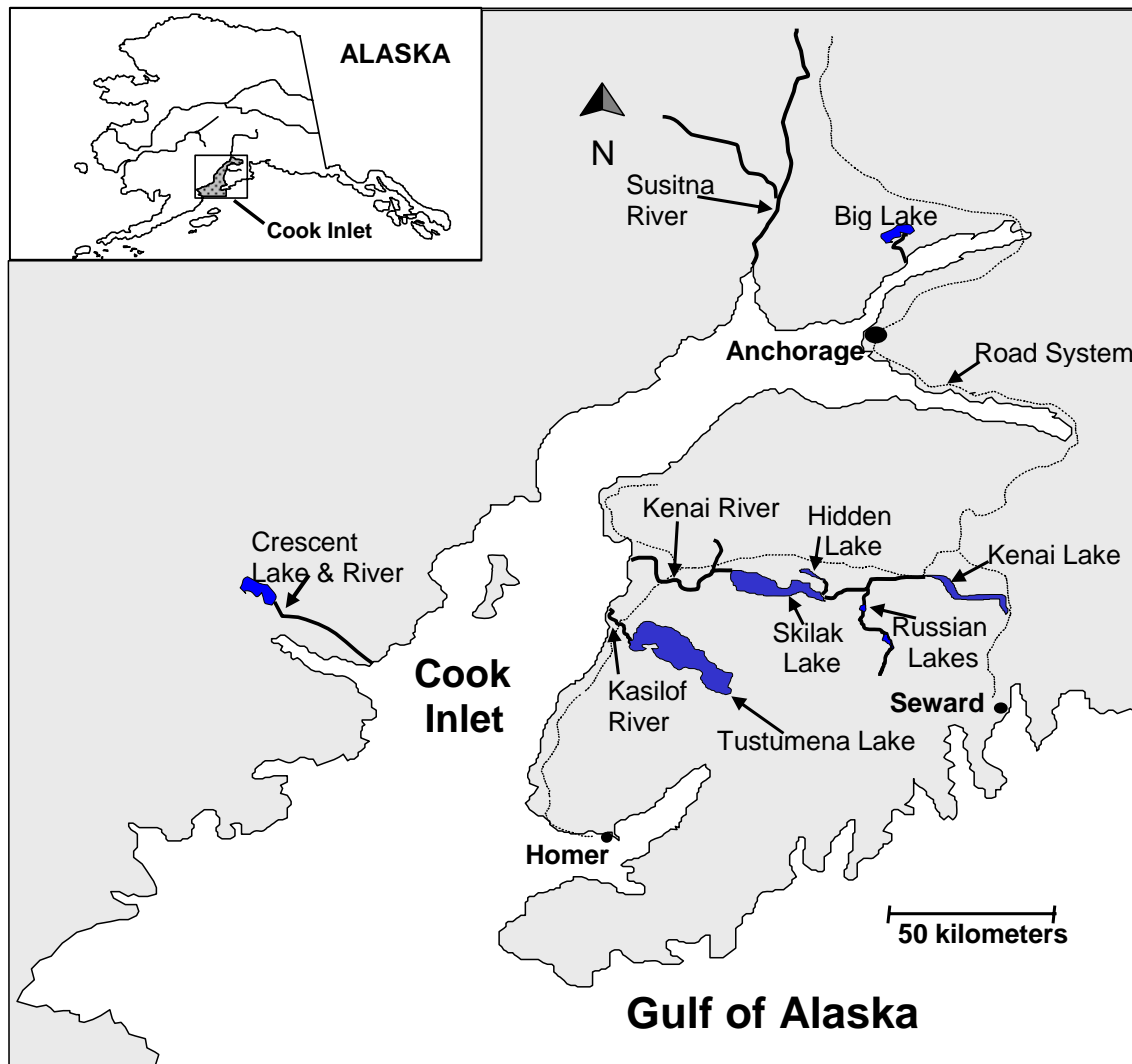 ALASKA
Cook Inlet
N
Susitna
River
Big Lake
Anchorage
Road System
Kenai River
Hidden
Lake
Kenai Lake
Crescent
Lake & River
Skilak
Lake
Russian
Lakes
Cook
Inlet
Kasilof
River
Seward
Tustumena Lake
Homer
50 kilometers
Gulf of Alaska